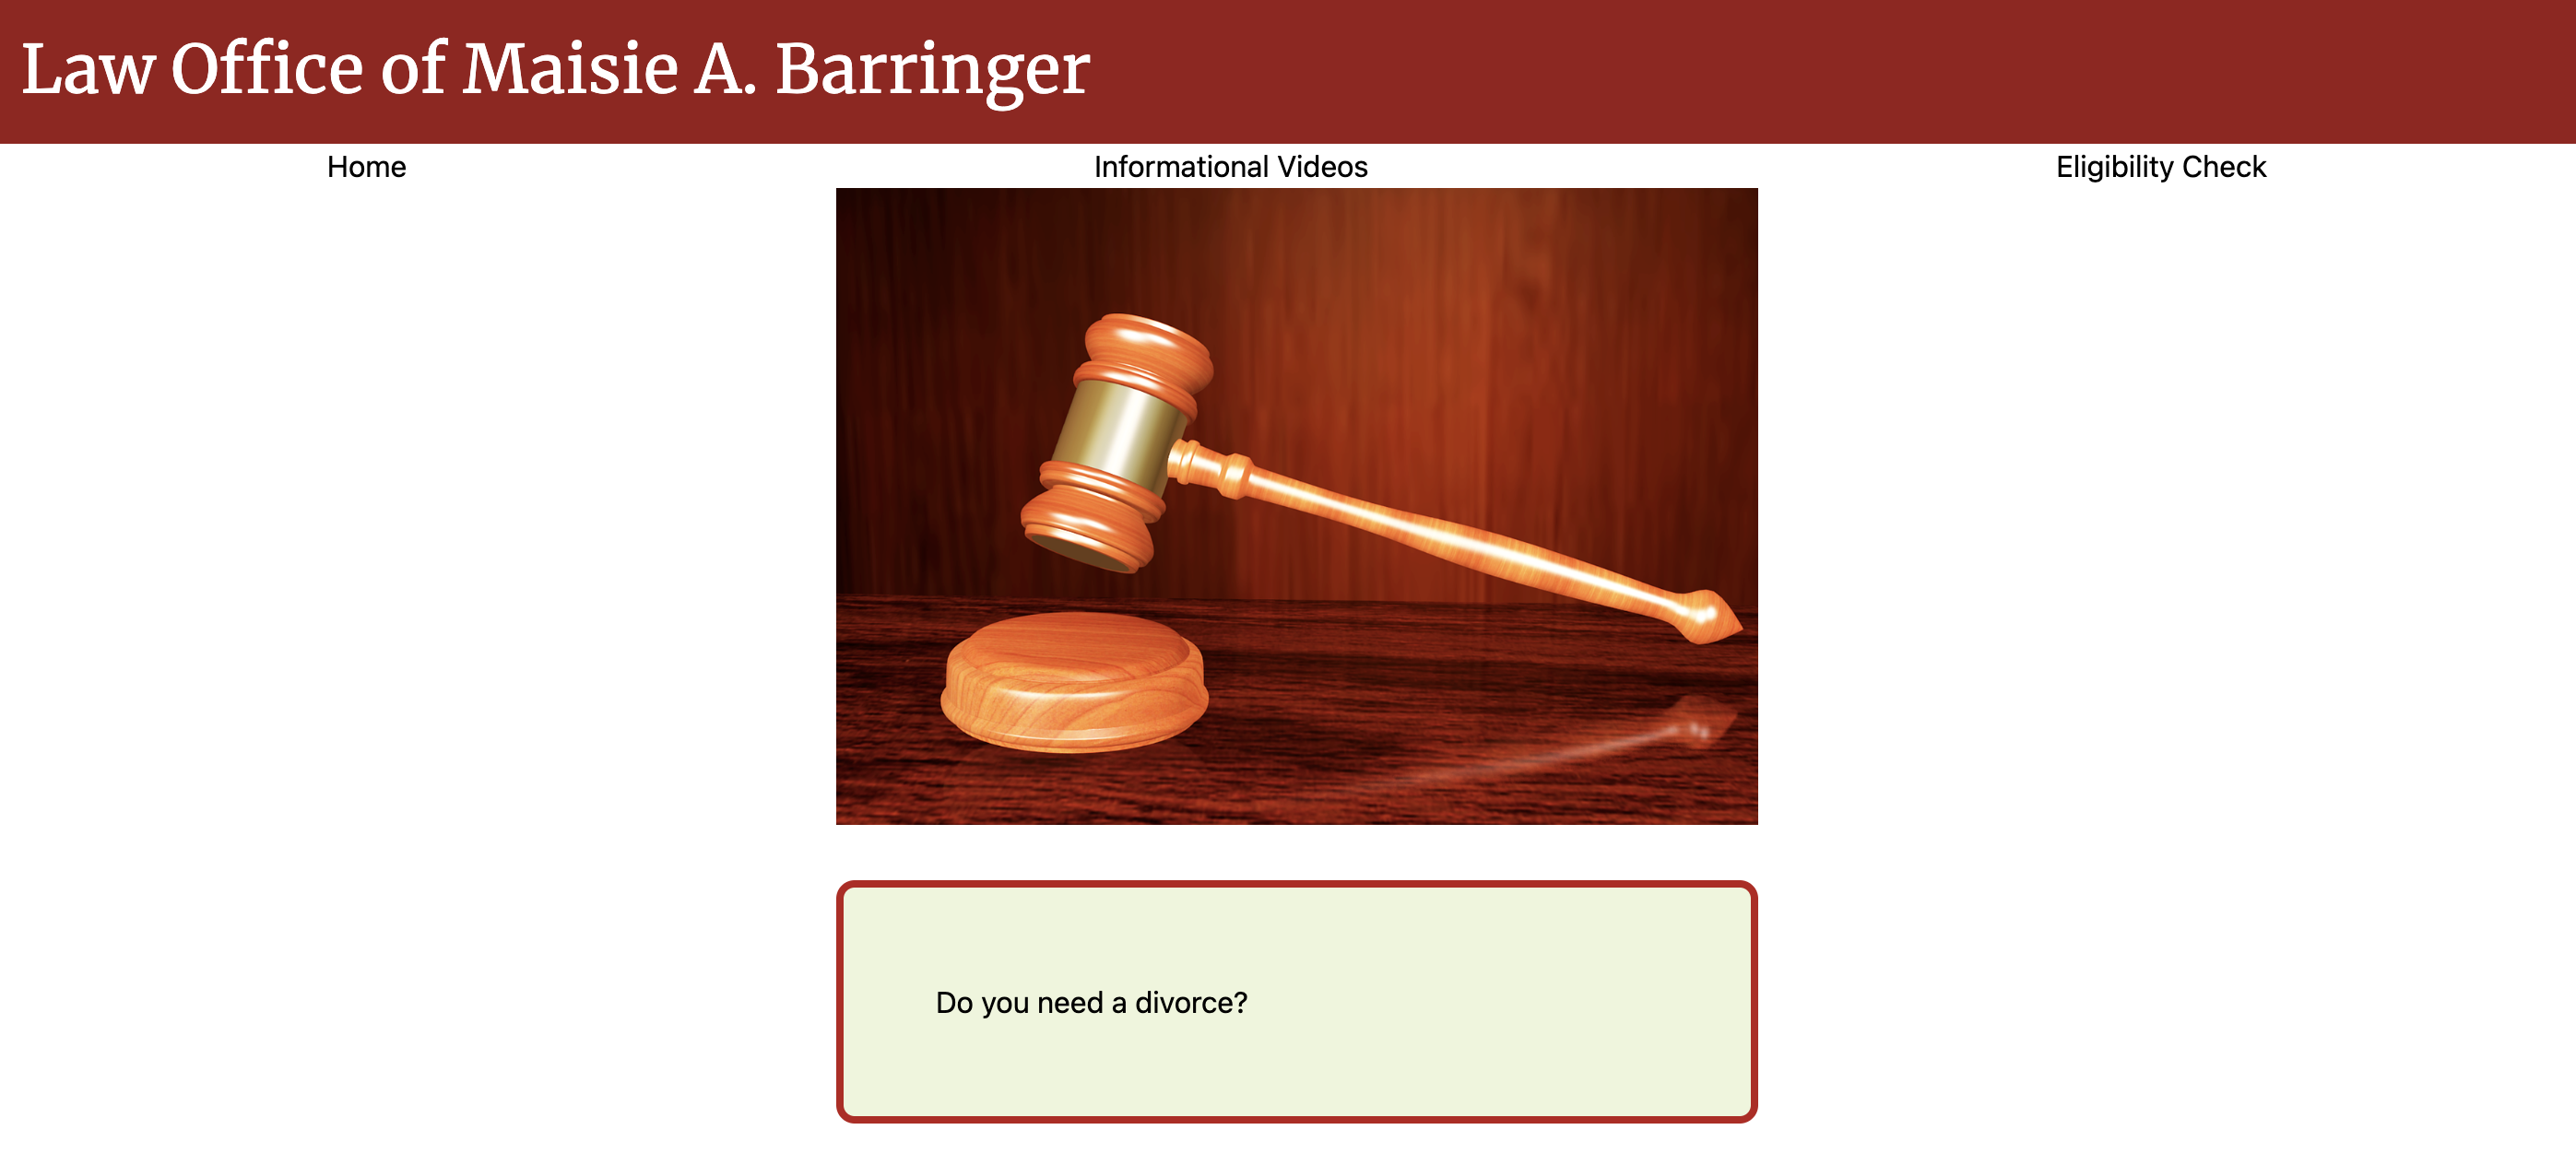 Law Office of Maisie A. Barringer
Home
Informational Videos
Eligibility Check
Do you need a divorce?